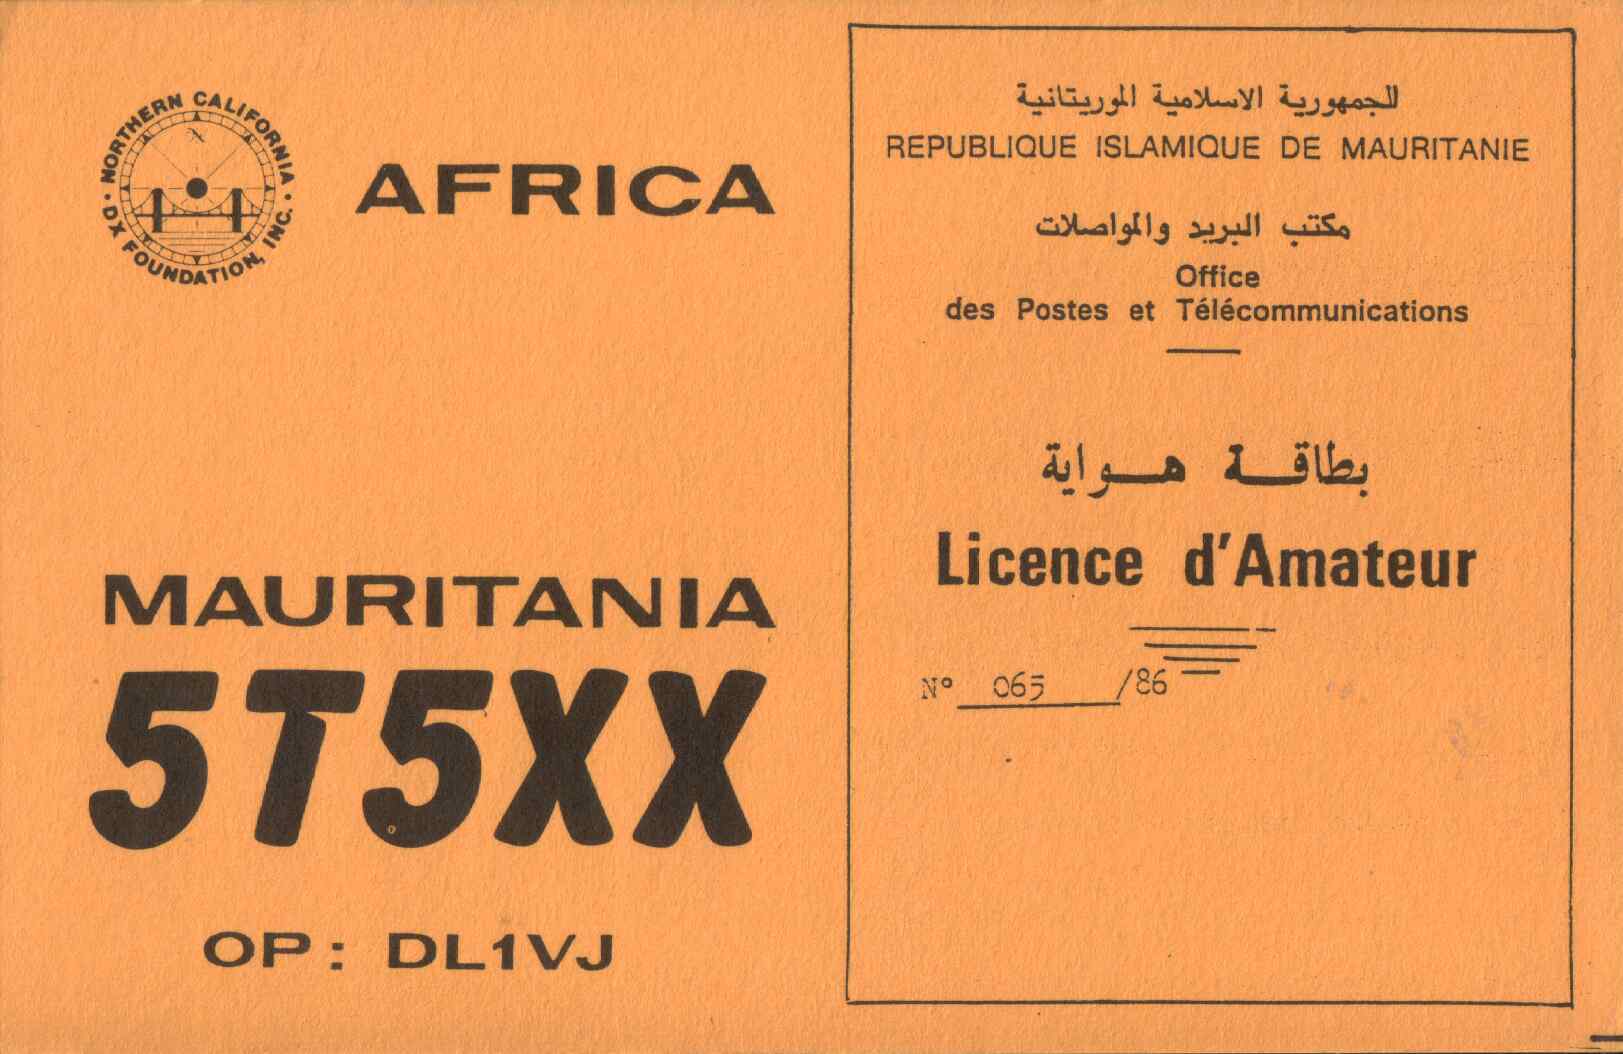 NORTHERN CALIFORNIA
DX FOUNDATION, INC.
AFRICA
MAURITANIA
5T5XX
OP: DL1VJ
الجمهورية الاسلامية الموريتانية
REPUBLIQUE ISLAMIQUE DE MAURITANIE
مكتب البريد والمواصلات
Office
des Postes et Télécommunications
بطاقة هواية
Licence d'Amateur
N° 065 /86